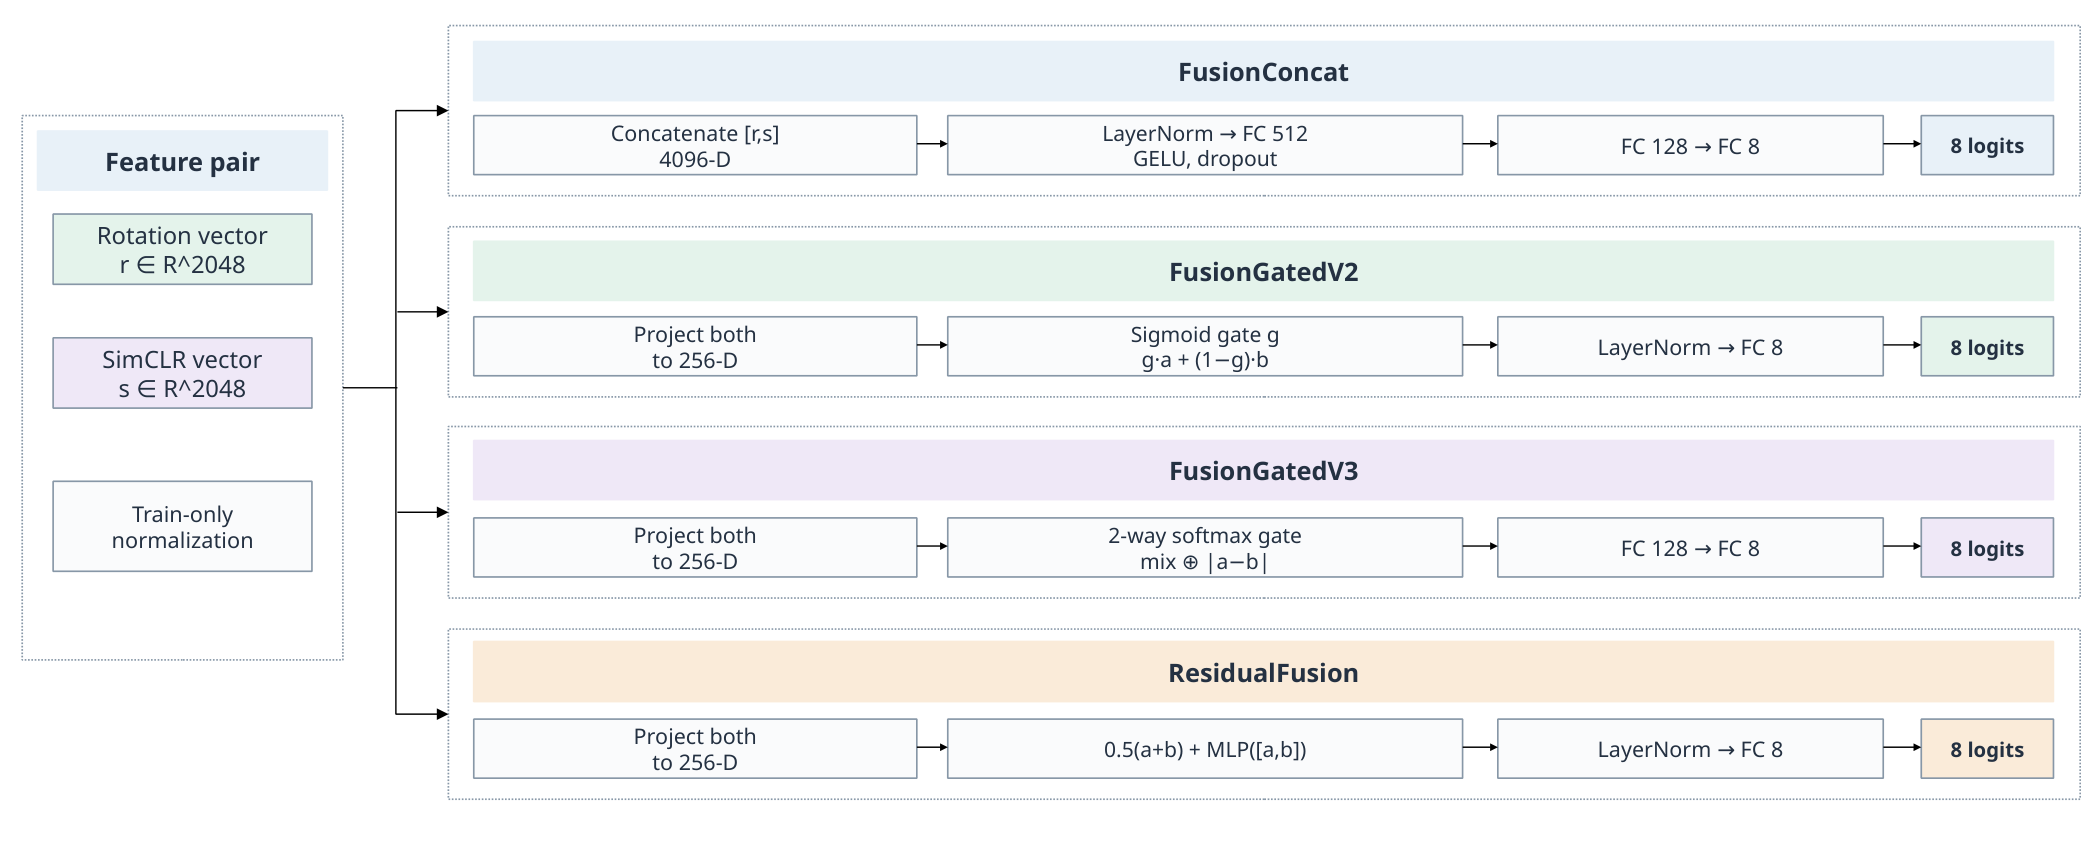 Feature pair
Rotation vector
r ∈ R^2048
SimCLR vector
s ∈ R^2048
Train-only
normalization
FusionConcat
Concatenate [r,s]
4096-D
LayerNorm → FC 512
GELU, dropout
FC 128 → FC 8
8 logits
FusionGatedV2
Project both
to 256-D
Sigmoid gate g
g·a + (1−g)·b
LayerNorm → FC 8
8 logits
FusionGatedV3
Project both
to 256-D
2-way softmax gate
mix ⊕ |a−b|
FC 128 → FC 8
8 logits
ResidualFusion
Project both
to 256-D
0.5(a+b) + MLP([a,b])
LayerNorm → FC 8
8 logits